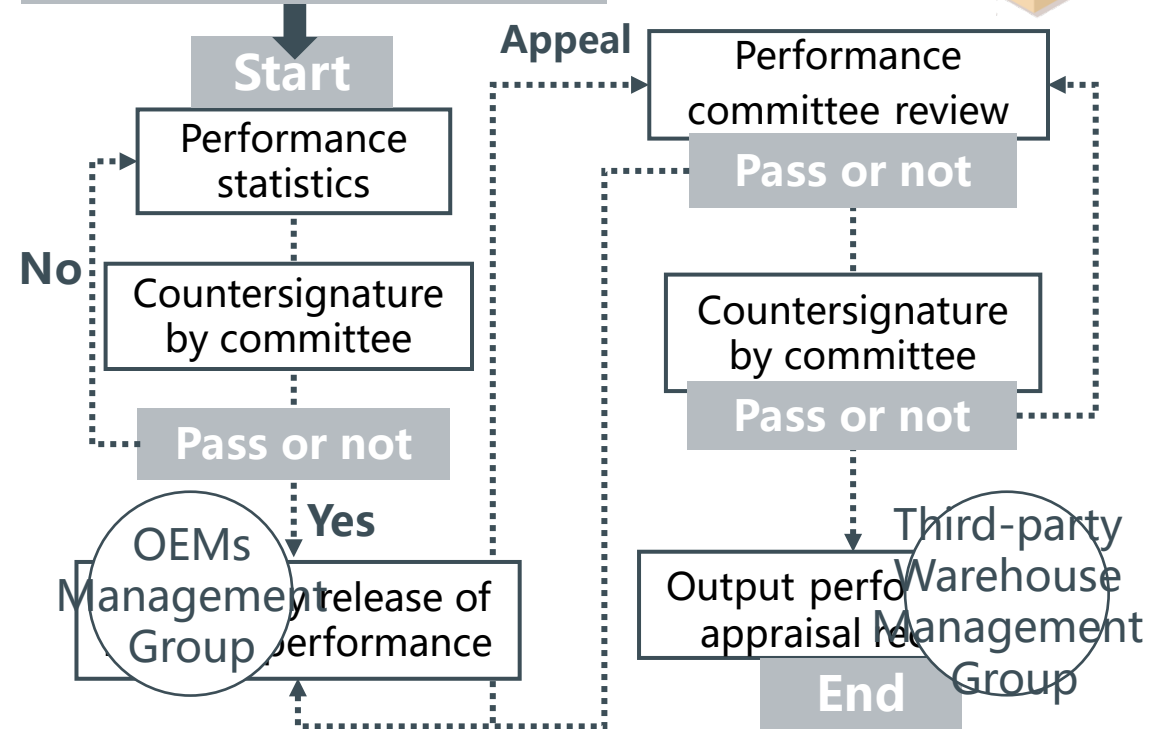 Start
Performance
statistics
No
Countersignature
by committee
Pass or not
Yes
OEMs
Management
Group
release of
performance
Appeal
Performance
committee review
Pass or not
Countersignature
by committee
Pass or not
Output
appraisal
Third-party
Warehouse
Management
Group
End